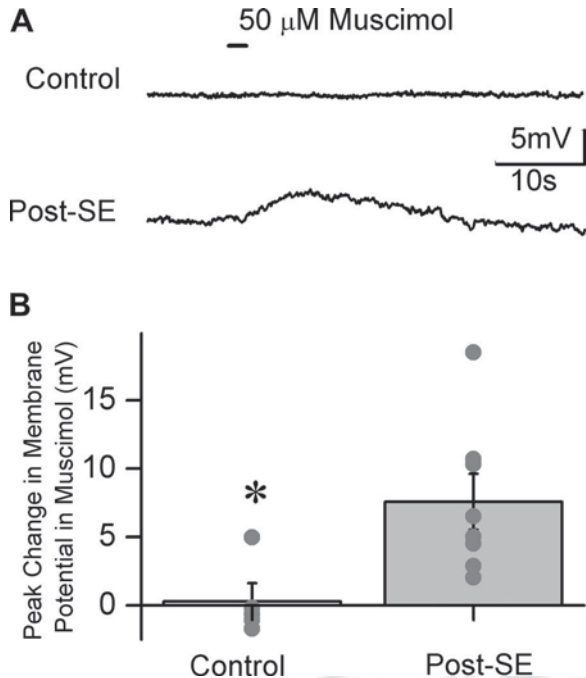 A
50 μM Muscimol
Control
5mV
10s
Post-SE
B
Peak Change in Membrane
Potential in Muscimol (mV)
15
10
5
0
*
Control
Post-SE